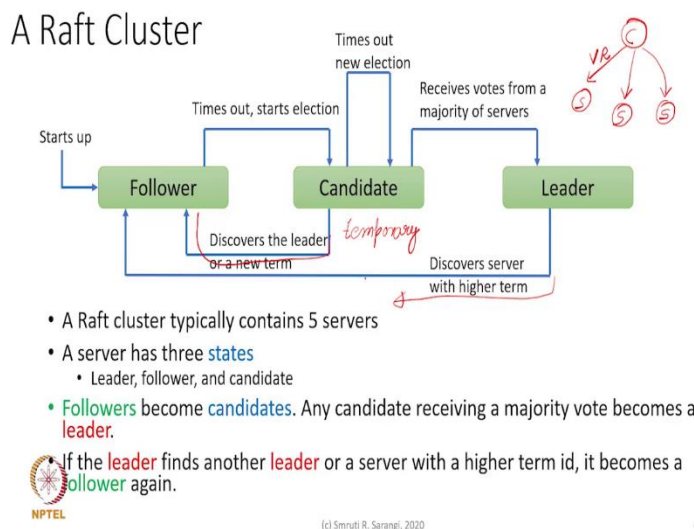 A Raft Cluster
Times out
new election
Receives votes from a
majority of servers
Times out, starts election
Starts up
Follower
Candidate
Leader
Discovers the leader
or a new term
temporary
Discovers server
with higher term
C
VR
S
S
S
• A Raft cluster typically contains 5 servers
• A server has three states
• Leader, follower, and candidate
• Followers become candidates. Any candidate receiving a majority vote becomes a
leader.
• If the leader finds another leader or a server with a higher term id, it becomes a
ollower again.
NPTEL
(c) Smruti R. Sarangi, 2020